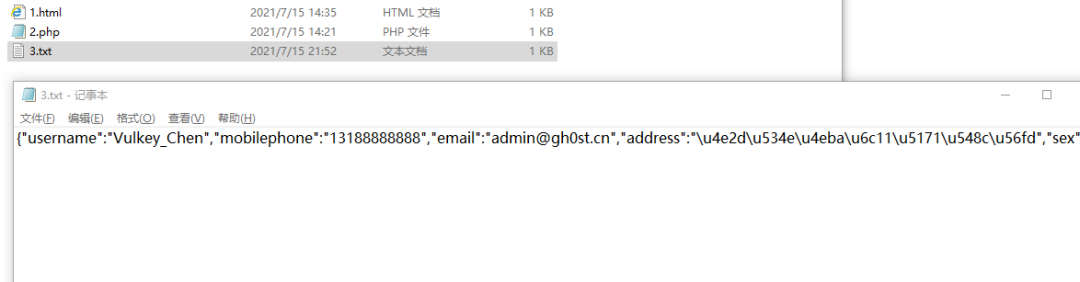 1.html 2021/7/15 14:35 HTML 文档 1 KB
2.php 2021/7/15 14:21 PHP 文件 1 KB
3.txt 2021/7/15 21:52 文本文档 1 KB
3.txt - 记事本
文件(F) 编辑(E) 格式(O) 查看(V) 帮助(H)
{"username":"Vulkey_Chen","mobilephone":"13188888888","email":"admin@gh0st.cn","address":"\u4e2d\u534e\u4eba\u6c11\u5171\u548c\u56fd","sex"